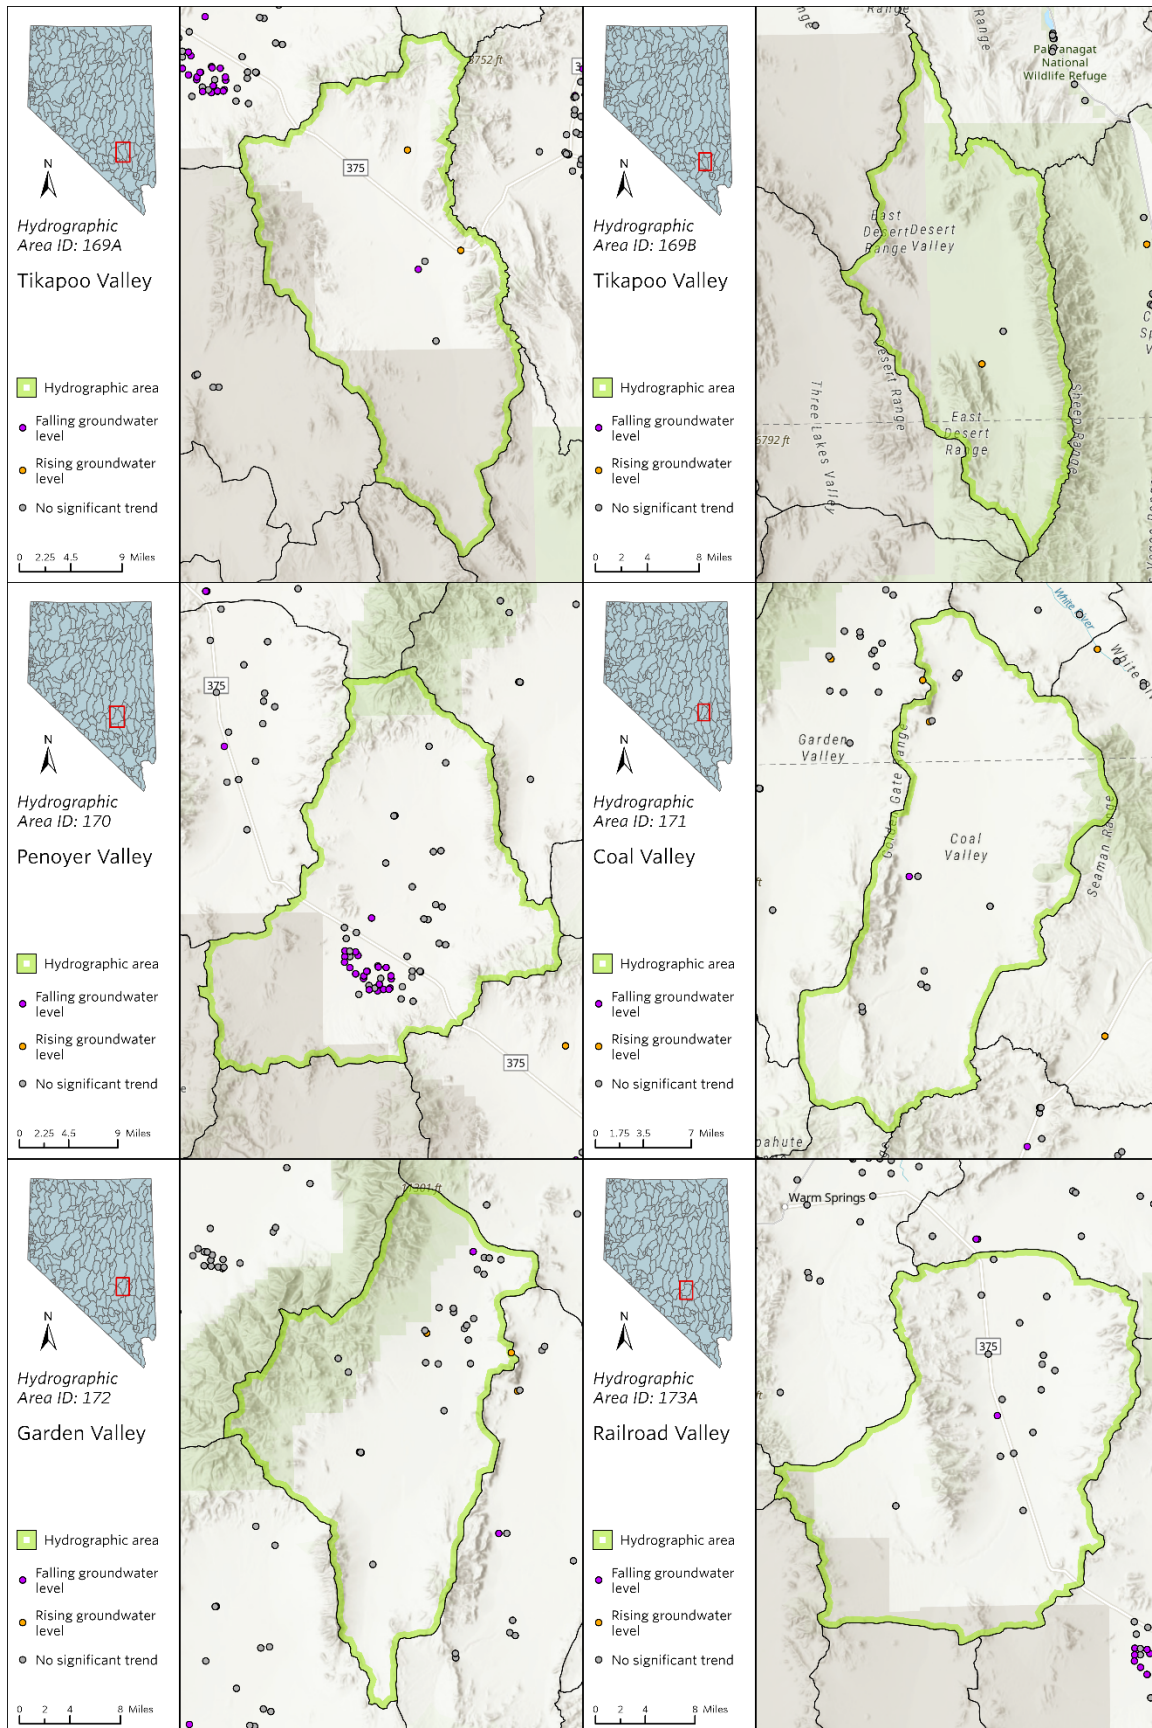 N
Hydrographic
Area ID: 169A
Tikapoo Valley
Hydrographic area
Falling groundwater
level
Rising groundwater
level
No significant trend
0 2.25 4.5 9 Miles
375
3
N
Hydrographic
Area ID: 169B
Tikapoo Valley
Hydrographic area
Falling groundwater
level
Rising groundwater
level
No significant trend
0 2 4 8 Miles
Range
Range
Pahranagat
National
Wildlife Refuge
East
Desert
Range
Desert
Valley
Desert Range
Three Lakes Valley
East
Desert
Range
Sheep Range
N
Hydrographic
Area ID: 170
Penoyer Valley
Hydrographic area
Falling groundwater
level
Rising groundwater
level
No significant trend
0 2.25 4.5 9 Miles
375
375
N
Hydrographic
Area ID: 171
Coal Valley
Hydrographic area
Falling groundwater
level
Rising groundwater
level
No significant trend
0 1.75 3.5 7 Miles
White River
Garden
Valley
Golden Gate Range
Coal
Valley
Seaman Range
ft
N
Hydrographic
Area ID: 172
Garden Valley
Hydrographic area
Falling groundwater
level
Rising groundwater
level
No significant trend
0 2 4 8 Miles
11301 ft
N
Hydrographic
Area ID: 173A
Railroad Valley
Hydrographic area
Falling groundwater
level
Rising groundwater
level
No significant trend
0 2 4 8 Miles
Warm Springs
375
ft